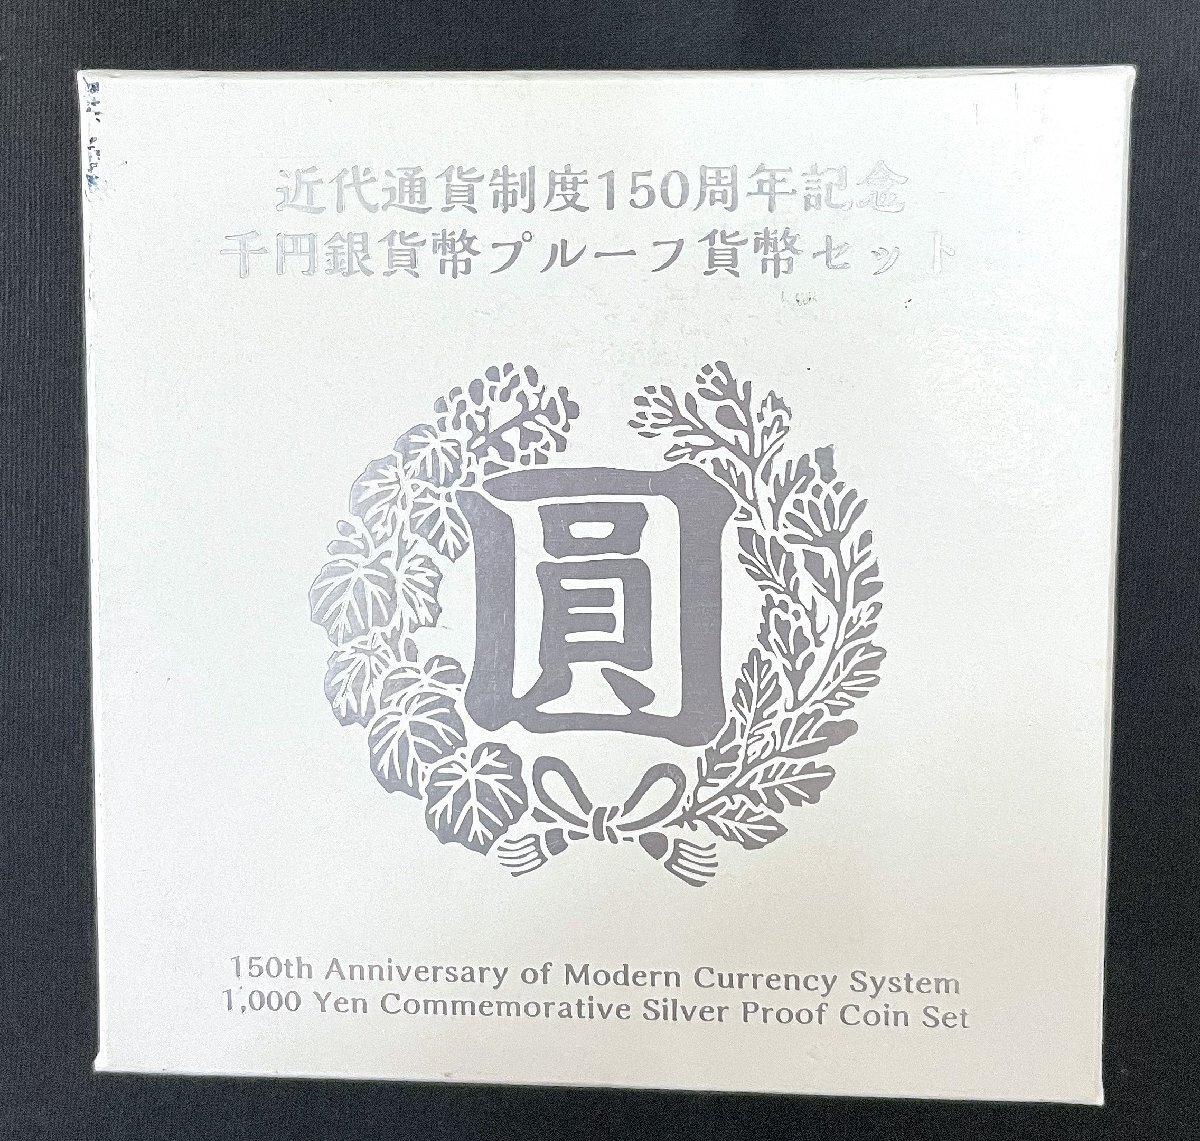 近代通貨制度150周年記念
千円銀貨幣プルーフ貨幣セット
圓
150th Anniversary of Modern Currency System
1,000 Yen Commemorative Silver Proof Coin Set